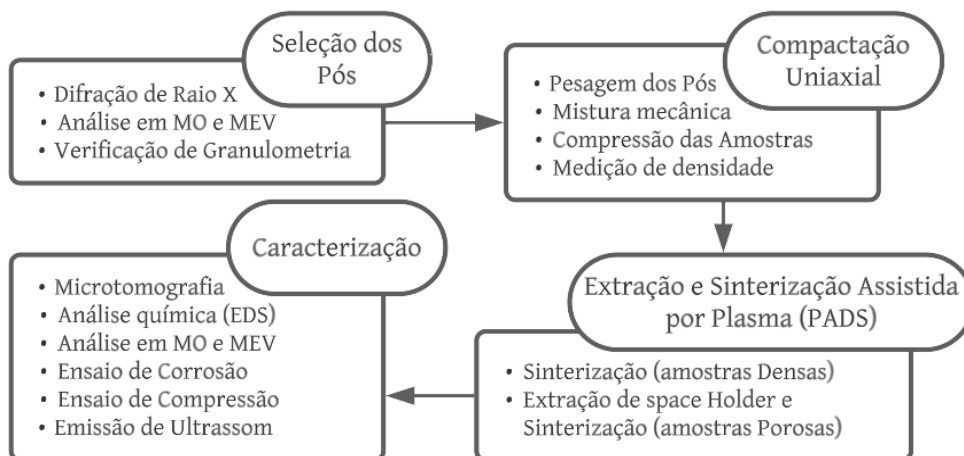 Seleção dos
Pós
• Difração de Raio X
• Análise em MO e MEV
• Verificação de Granulometria
Compactação
Uniaxial
• Pesagem dos Pós
• Mistura mecânica
• Compressão das Amostras
• Medição de densidade
Extração e Sinterização Assistida
por Plasma (PADS)
• Sinterização (amostras Densas)
• Extração de space Holder e
Sinterização (amostras Porosas)
Caracterização
• Microtomografia
• Análise química (EDS)
• Análise em MO e MEV
• Ensaio de Corrosão
• Ensaio de Compressão
• Emissão de Ultrassom